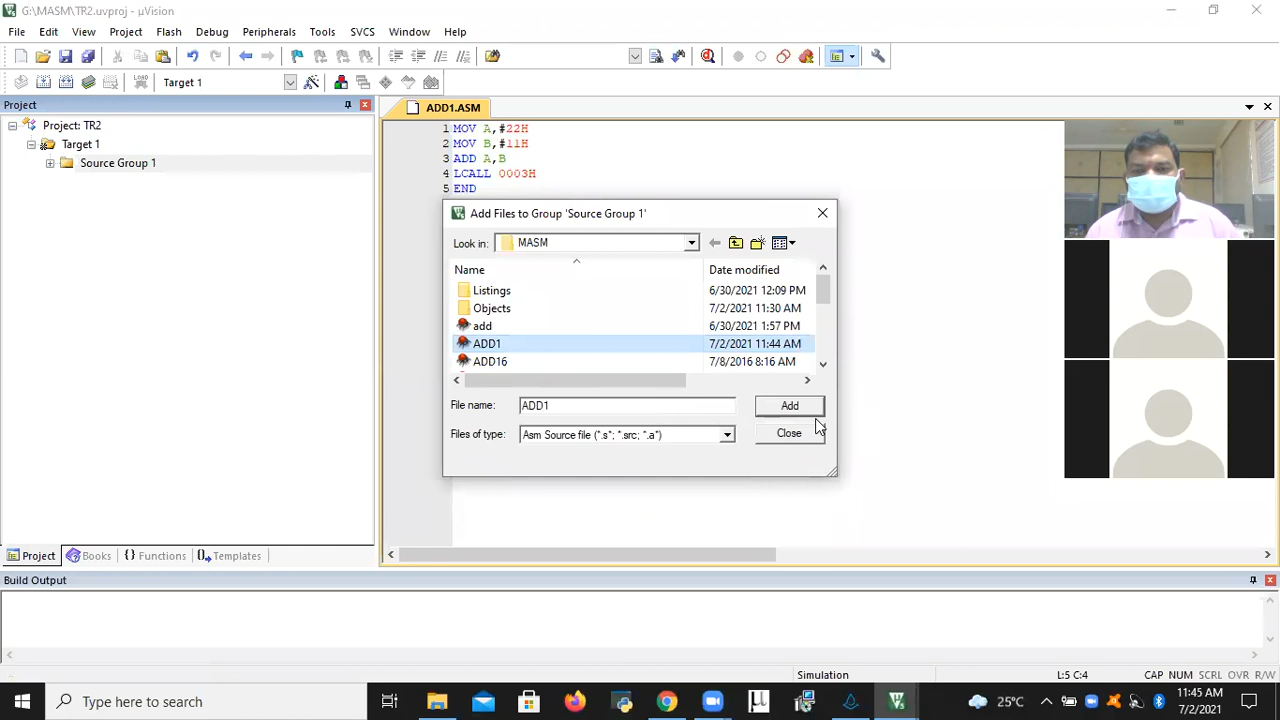 G:\MASM\TR2.uvproj - µVision
File Edit View Project Flash Debug Peripherals Tools SVCS Window Help
LOAD Target 1
Project
Project: TR2
Target 1
Source Group 1
Project Books Functions Templates
ADD1.ASM
1 MOV A,#22H
2 MOV B,#11H
3 ADD A,B
4 LCALL 0003H
5 END
Add Files to Group 'Source Group 1'
Look in: MASM
Name Date modified
Listings 6/30/2021 12:09 PM
Objects 7/2/2021 11:30 AM
add 6/30/2021 1:57 PM
ADD1 7/2/2021 11:44 AM
ADD16 7/8/2016 8:16 AM
File name: ADD1 Add
Files of type: Asm Source file (*.s*; *.src; *.a*) Close
Build Output
Simulation L:5 C:4 CAP NUM SCRL OVR R/W
Type here to search 25°C 11:45 AM
7/2/2021